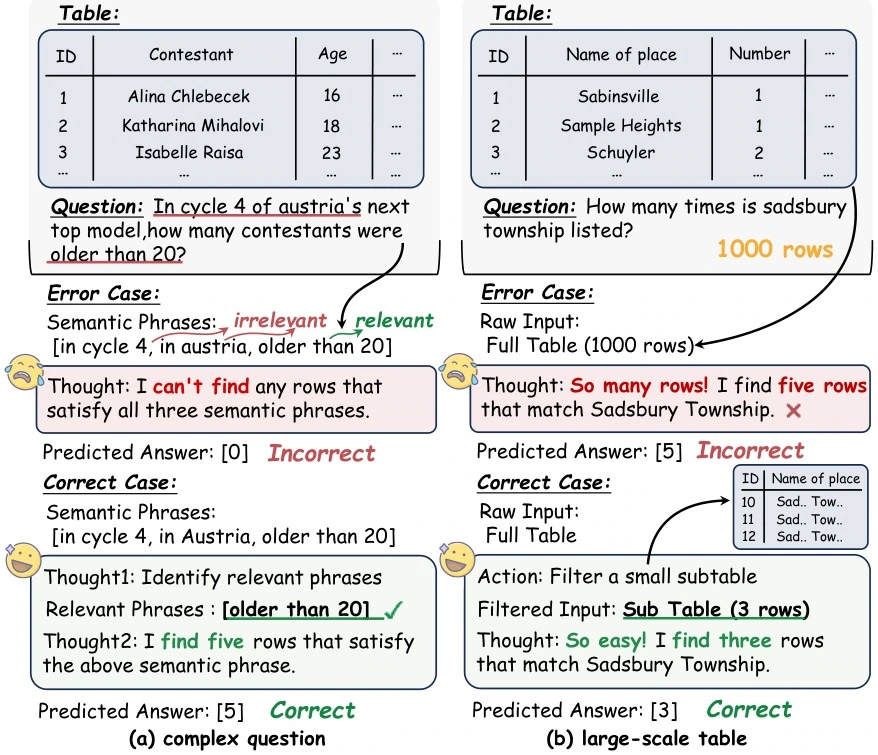 Table:
ID Contestant Age ...
1 Alina Chlebecek 16 ...
2 Katharina Mihalovi 18 ...
3 Isabelle Raisa 23 ...
... ... ... ...
Question: In cycle 4 of austria's next
top model,how many contestants were
older than 20?
Error Case:
Semantic Phrases: irrelevant relevant
[in cycle 4, in austria, older than 20]
Thought: I can't find any rows that
satisfy all three semantic phrases.
Predicted Answer: [0] Incorrect
Correct Case:
Semantic Phrases:
[in cycle 4, in Austria, older than 20]
Thought1: Identify relevant phrases
Relevant Phrases : [older than 20]
Thought2: I find five rows that satisfy
the above semantic phrase.
Predicted Answer: [5] Correct
(a) complex question
Table:
ID Name of place Number ...
1 Sabinsville 1 ...
2 Sample Heights 1 ...
3 Schuyler 2 ...
... ... ... ...
Question: How many times is sadsbury
township listed?
1000 rows
Error Case:
Raw Input:
Full Table (1000 rows)
Thought: So many rows! I find five rows
that match Sadsbury Township.
Predicted Answer: [5] Incorrect
Correct Case:
Raw Input:
Full Table
ID Name of place
10 Sad.. Tow..
11 Sad.. Tow..
12 Sad.. Tow..
Action: Filter a small subtable
Filtered Input: Sub Table (3 rows)
Thought: So easy! I find three rows
that match Sadsbury Township.
Predicted Answer: [3] Correct
(b) large-scale table